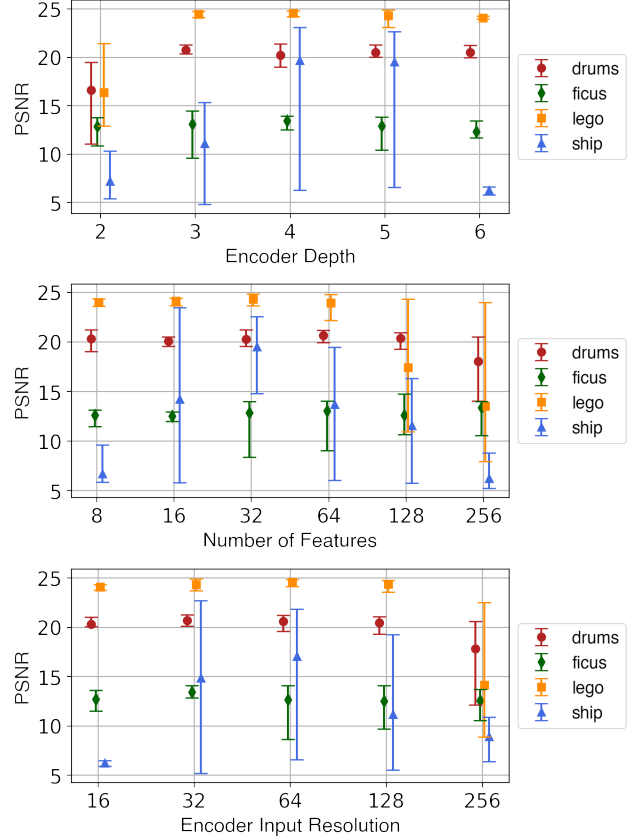 25
20
15
10
5
PSNR
2 3 4 5 6
Encoder Depth
drums
ficus
lego
ship
25
20
15
10
5
PSNR
8 16 32 64 128 256
Number of Features
drums
ficus
lego
ship
25
20
15
10
5
PSNR
16 32 64 128 256
Encoder Input Resolution
drums
ficus
lego
ship